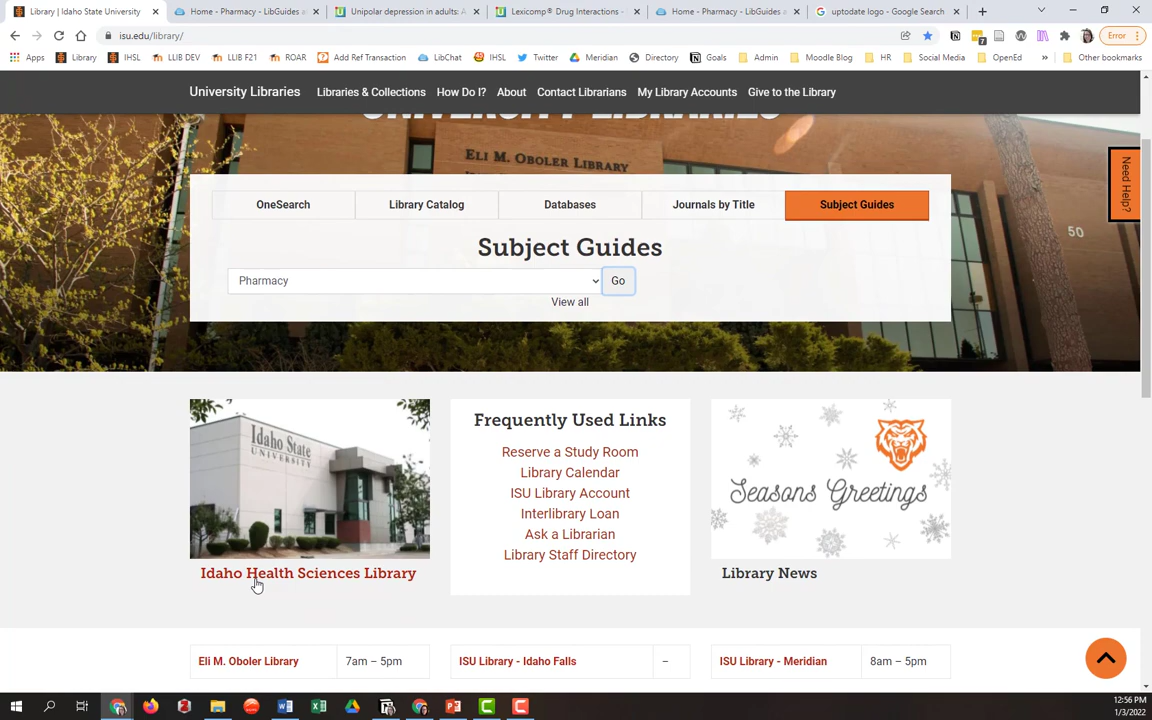 Library | Idaho State University
Home - Pharmacy - LibGuides a
Unipolar depression in adults: A
Lexicomp® Drug Interactions -
Home - Pharmacy - LibGuides a
uptodate logo - Google Search
isu.edu/library/
7
Error
Apps
Library
IHSL
LLIB DEV
LLIB F21
ROAR
Add Ref Transaction
LibChat
IHSL
Twitter
Meridian
Directory
Goals
Admin
Moodle Blog
HR
Social Media
OpenEd
»
Other bookmarks
University Libraries
Libraries & Collections
How Do I?
About
Contact Librarians
My Library Accounts
Give to the Library
UNIVERSITY LIBRARIES
ELI M. OBOLER LIBRARY
50
Need Help?
OneSearch
Library Catalog
Databases
Journals by Title
Subject Guides
Subject Guides
Pharmacy
Go
View all
Idaho State
UNIVERSITY
Idaho Health Sciences Library
Frequently Used Links
Reserve a Study Room
Library Calendar
ISU Library Account
Interlibrary Loan
Ask a Librarian
Library Staff Directory
Seasons Greetings
Library News
Eli M. Oboler Library
7am – 5pm
ISU Library - Idaho Falls
–
ISU Library - Meridian
8am – 5pm
12:56 PM
1/3/2022